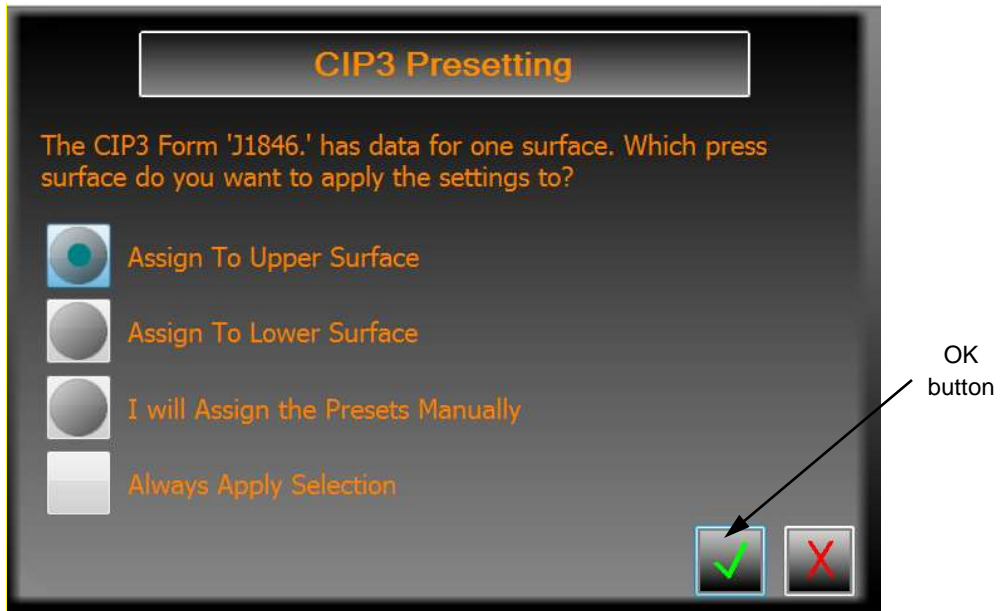 CIP3 Presetting
The CIP3 Form 'J1846.' has data for one surface. Which press
surface do you want to apply the settings to?
Assign To Upper Surface
Assign To Lower Surface
I will Assign the Presets Manually
Always Apply Selection
OK
button